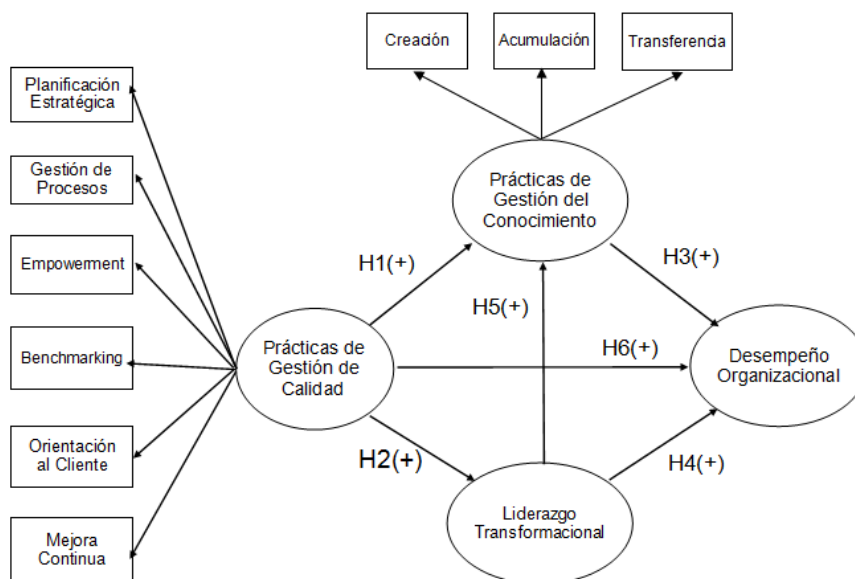 Creación
Acumulación
Transferencia
Planificación
Estratégica
Gestión de
Procesos
Empowerment
Benchmarking
Orientación
al Cliente
Mejora
Continua
Prácticas de
Gestión del
Conocimiento
H1(+)
H3(+)
H5(+)
Prácticas de
Gestión de
Calidad
H6(+)
Desempeño
Organizacional
H2(+)
H4(+)
Liderazgo
Transformacional